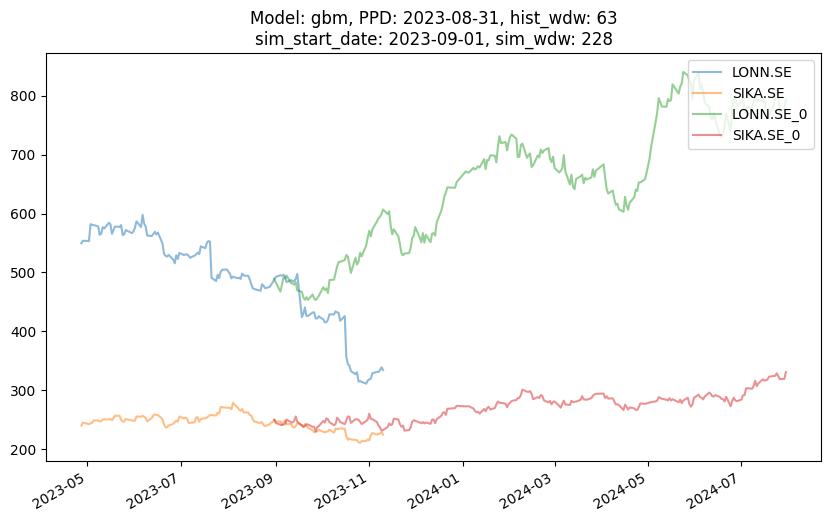 Model: gbm, PPD: 2023-08-31, hist_wdw: 63
sim_start_date: 2023-09-01, sim_wdw: 228
LONN.SE
SIKA.SE
LONN.SE_0
SIKA.SE_0
800
700
600
500
400
300
200
2023-05
2023-07
2023-09
2023-11
2024-01
2024-03
2024-05
2024-07